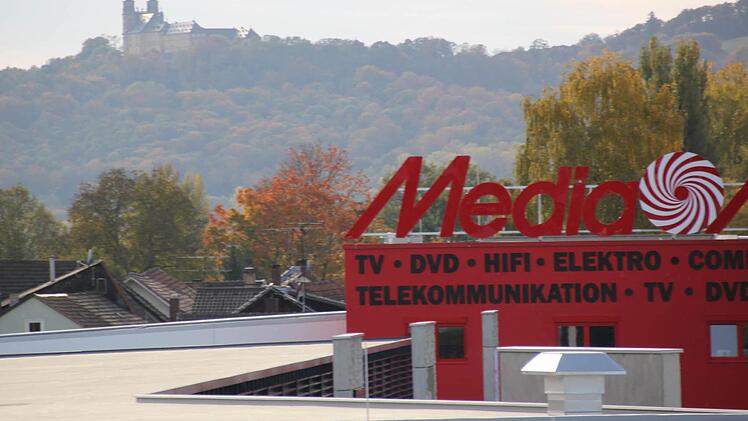 Media
TV • DVD • HIFI • ELEKTRO • COM
TELEKOMMUNIKATION • TV • DVD